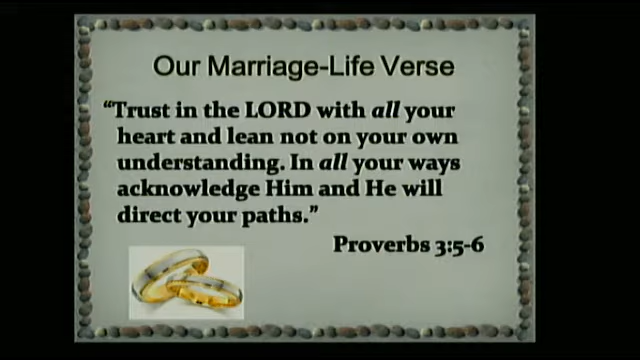 Our Marriage-Life Verse
“Trust in the LORD with all your
heart and lean not on your own
understanding. In all your ways
acknowledge Him and He will
direct your paths.”
Proverbs 3:5-6